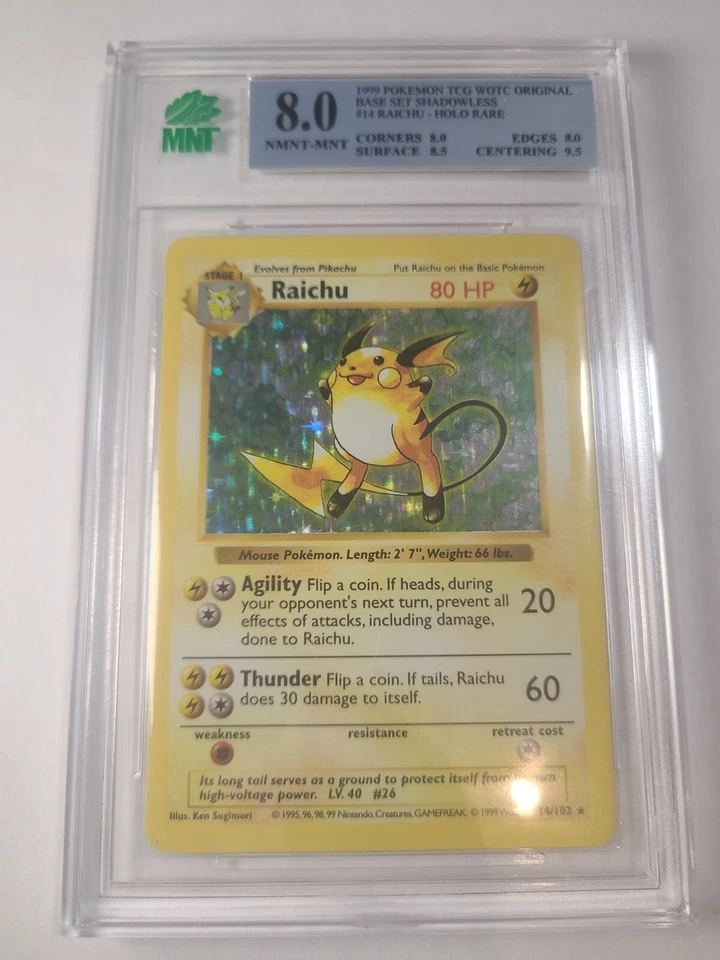 MNT
8.0
NMNT-MNT
1999 POKEMON TCG WOTC ORIGINAL
BASE SET SHADOWLESS
#14 RAICHU - HOLO RARE
CORNERS 8.0 EDGES 8.0
SURFACE 8.5 CENTERING 9.5
STAGE 1 Evolves from Pikachu Put Raichu on the Basic Pokémon
Raichu 80 HP
Mouse Pokémon. Length: 2' 7", Weight: 66 lbs.
Agility Flip a coin. If heads, during
your opponent's next turn, prevent all 20
effects of attacks, including damage,
done to Raichu.
Thunder Flip a coin. If tails, Raichu 60
does 30 damage to itself.
weakness resistance retreat cost
Its long tail serves as a ground to protect itself from own
high-voltage power. LV. 40 #26
Illus. Ken Sugimori © 1995, 96, 98, 99 Nintendo, Creatures, GAMEFREAK. © 1999 14/102 ★